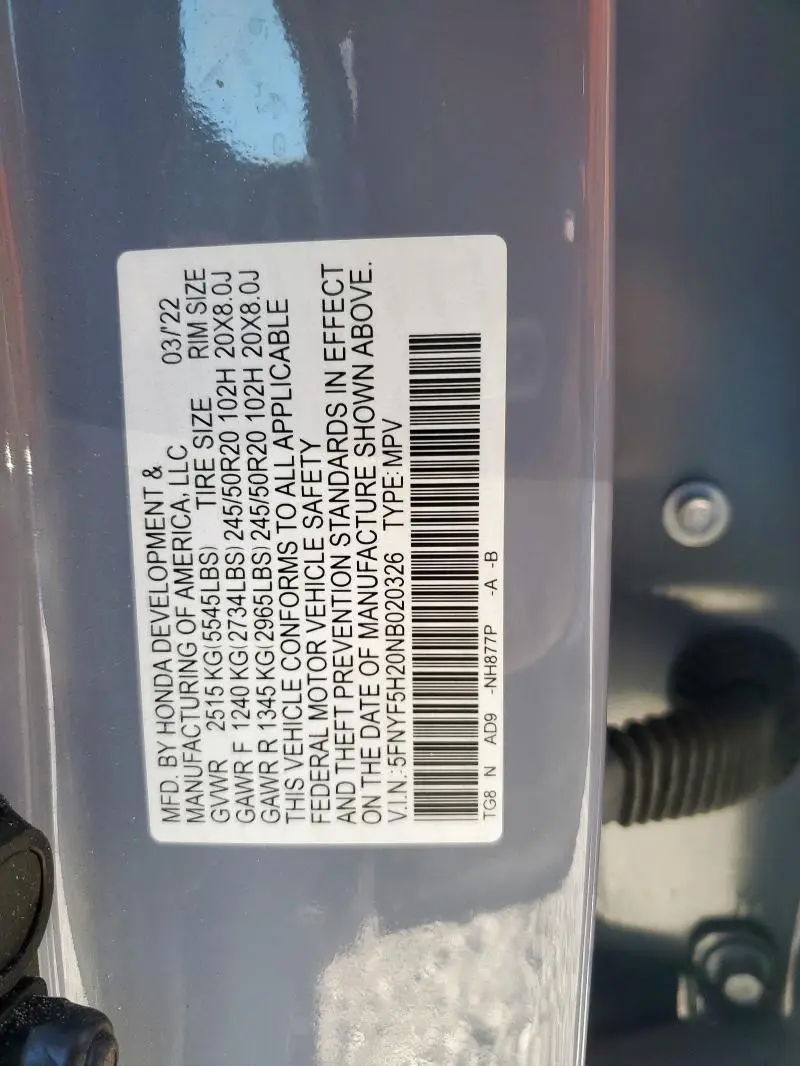 MFD. BY HONDA DEVELOPMENT &
MANUFACTURING OF AMERICA, LLC 03/'22
GVWR 2515 KG(5545LBS) TIRE SIZE RIM SIZE
GAWR F 1240 KG(2734LBS) 245/50R20 102H 20X8.0J
GAWR R 1345 KG(2965LBS) 245/50R20 102H 20X8.0J
THIS VEHICLE CONFORMS TO ALL APPLICABLE
FEDERAL MOTOR VEHICLE SAFETY
AND THEFT PREVENTION STANDARDS IN EFFECT
ON THE DATE OF MANUFACTURE SHOWN ABOVE.
V.I.N.:5FNYF5H20NB020326 TYPE:MPV
TG8 N AD9 -NH877P -A -B